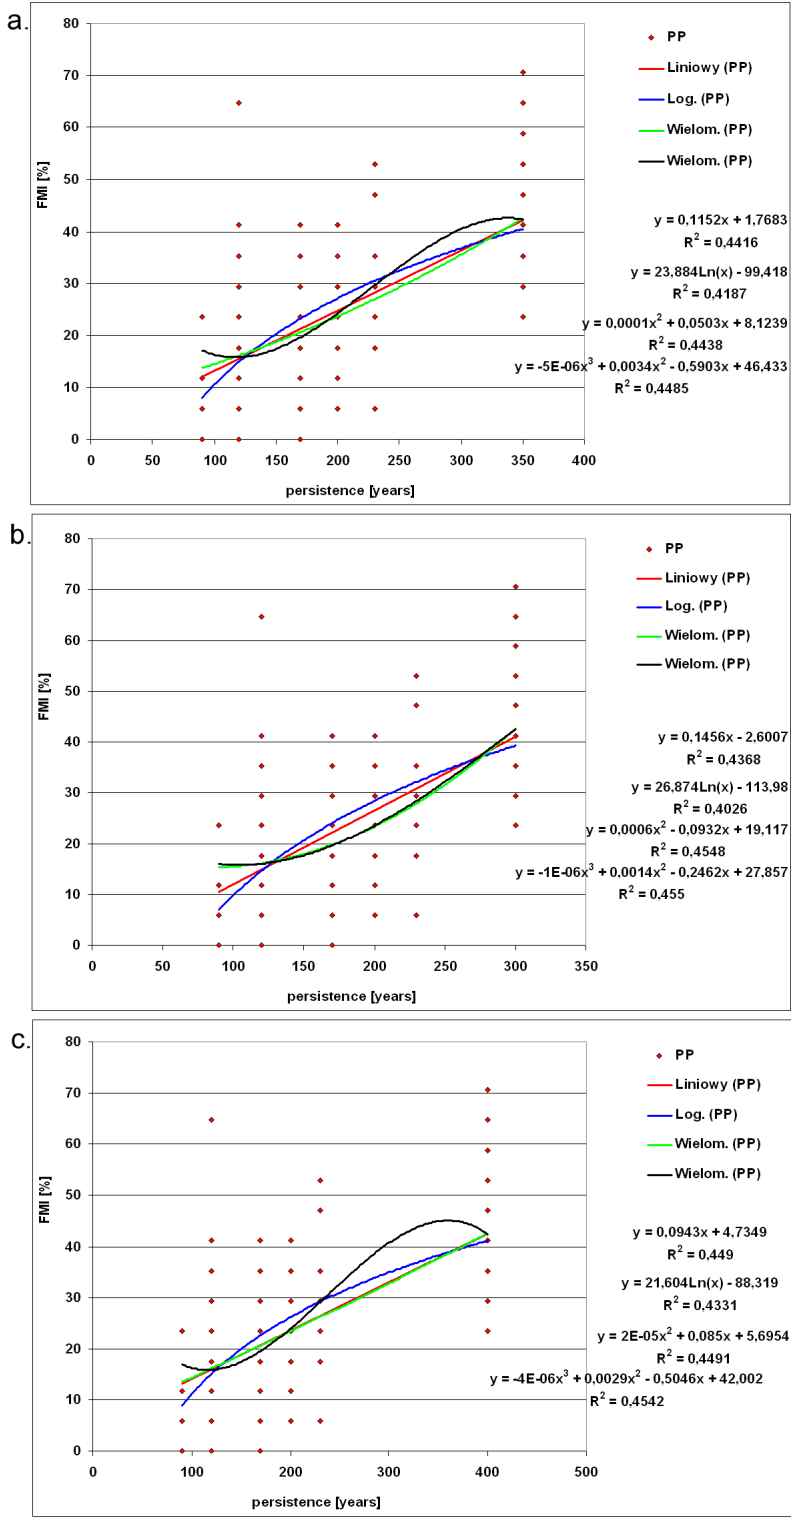 a.
80
70
60
50
40
30
20
10
0
FMI [%]
0 50 100 150 200 250 300 350 400
persistence [years]
PP
Liniowy (PP)
Log. (PP)
Wielom. (PP)
Wielom. (PP)
y = 0,1152x + 1,7683
R² = 0,4416
y = 23,884Ln(x) - 99,418
R² = 0,4187
y = 0,0001x² + 0,0503x + 8,1239
R² = 0,4438
y = -5E-06x³ + 0,0034x² - 0,5903x + 46,433
R² = 0,4485
b.
80
70
60
50
40
30
20
10
0
FMI [%]
0 50 100 150 200 250 300 350
persistence [years]
PP
Liniowy (PP)
Log. (PP)
Wielom. (PP)
Wielom. (PP)
y = 0,1456x - 2,6007
R² = 0,4368
y = 26,874Ln(x) - 113,98
R² = 0,4026
y = 0,0006x² - 0,0932x + 19,117
R² = 0,4548
y = -1E-06x³ + 0,0014x² - 0,2462x + 27,857
R² = 0,455
c.
80
70
60
50
40
30
20
10
0
FMI [%]
0 100 200 300 400 500
persistence [years]
PP
Liniowy (PP)
Log. (PP)
Wielom. (PP)
Wielom. (PP)
y = 0,0943x + 4,7349
R² = 0,449
y = 21,604Ln(x) - 88,319
R² = 0,4331
y = 2E-05x² + 0,085x + 5,6954
R² = 0,4491
y = -4E-06x³ + 0,0029x² - 0,5046x + 42,002
R² = 0,4542